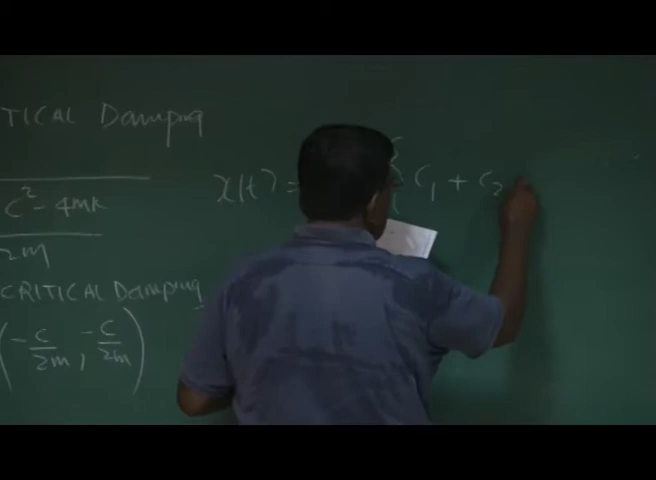 TICAL Damping
x(t) = { C₁ + C₂
c² - 4mk
2m
CRITICAL Damping
(-c/2m, -c/2m)